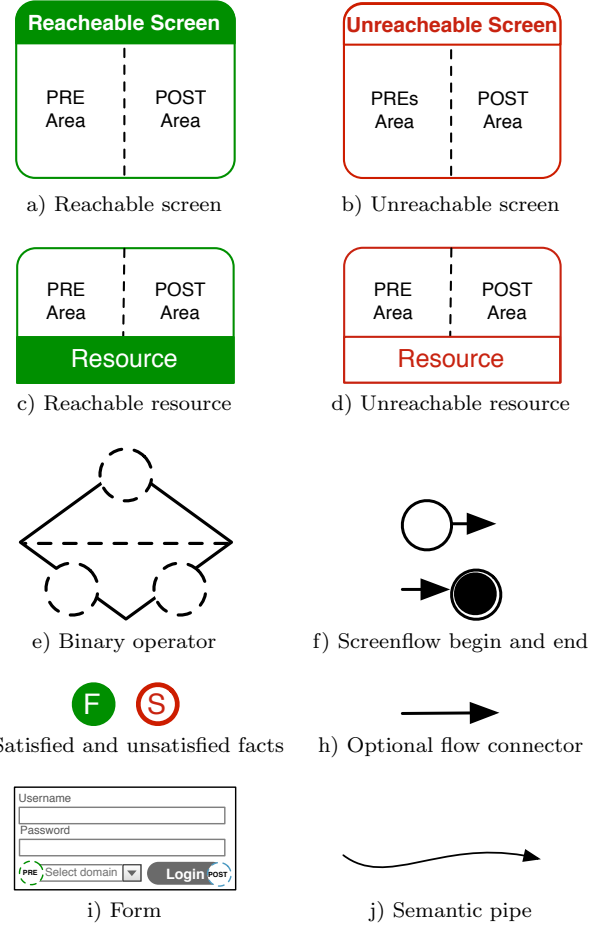 Reacheable Screen
PRE
Area
POST
Area
a) Reachable screen
Unreacheable Screen
PREs
Area
POST
Area
b) Unreachable screen
PRE
Area
POST
Area
Resource
c) Reachable resource
PRE
Area
POST
Area
Resource
d) Unreachable resource
e) Binary operator
f) Screenflow begin and end
F S
Satisfied and unsatisfied facts
h) Optional flow connector
Username
Password
PRE Select domain Login POST
i) Form
j) Semantic pipe